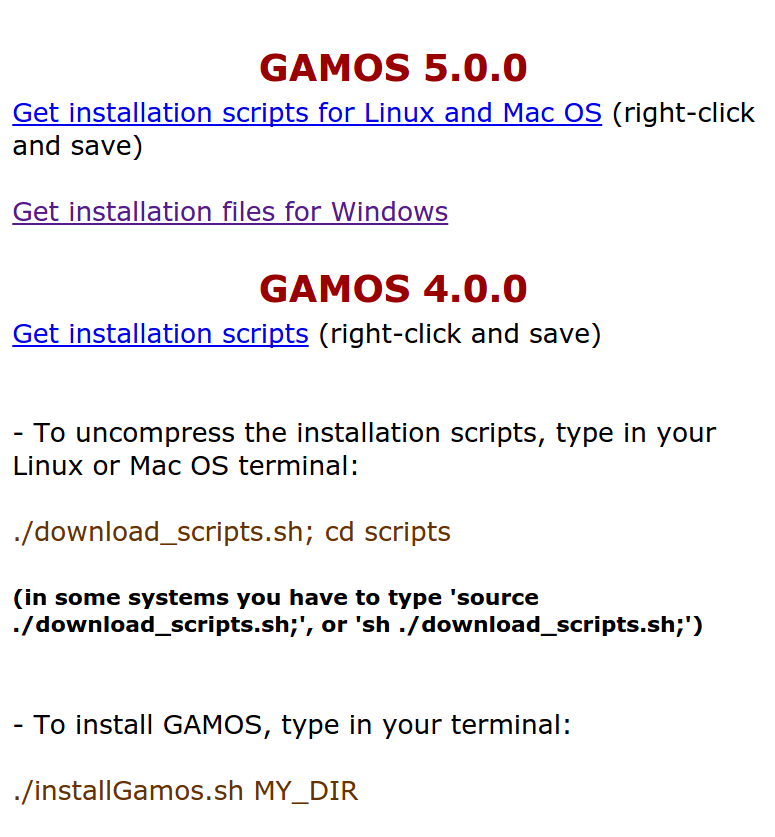 GAMOS 5.0.0
Get installation scripts for Linux and Mac OS (right-click
and save)
Get installation files for Windows
GAMOS 4.0.0
Get installation scripts (right-click and save)
- To uncompress the installation scripts, type in your
Linux or Mac OS terminal:
./download_scripts.sh; cd scripts
(in some systems you have to type 'source
./download_scripts.sh;', or 'sh ./download_scripts.sh;')
- To install GAMOS, type in your terminal:
./installGamos.sh MY_DIR